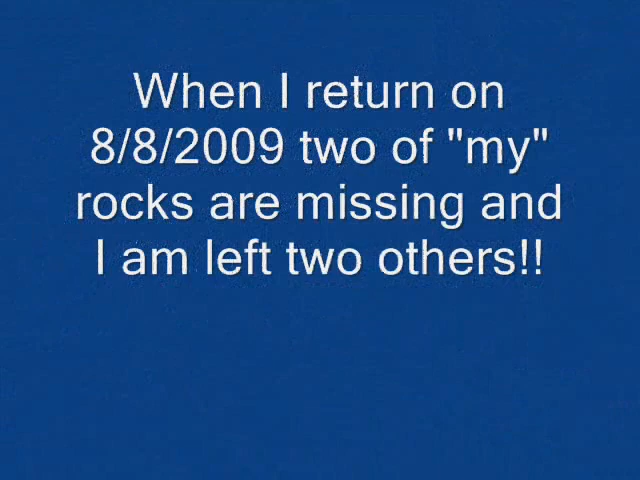 When I return on
8/8/2009 two of "my"
rocks are missing and
I am left two others!!